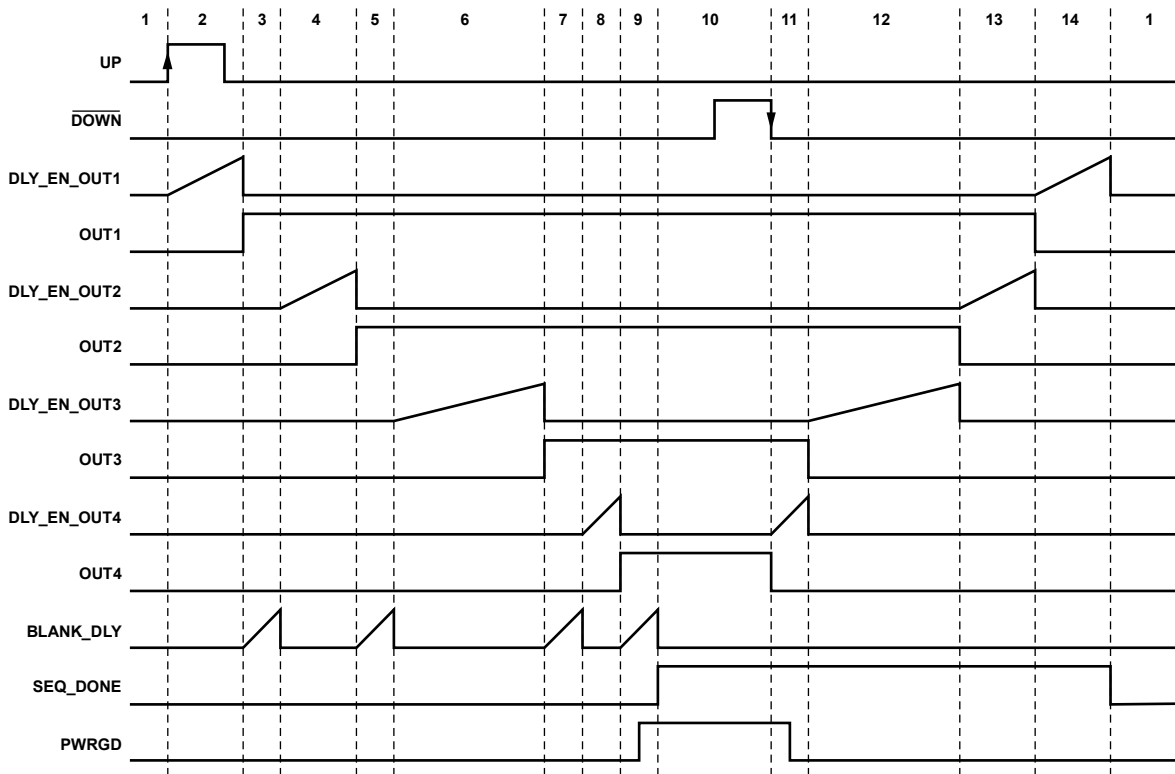 1 2 3 4 5 6 7 8 9 10 11 12 13 14 1
UP
DOWN
DLY_EN_OUT1
OUT1
DLY_EN_OUT2
OUT2
DLY_EN_OUT3
OUT3
DLY_EN_OUT4
OUT4
BLANK_DLY
SEQ_DONE
PWRGD